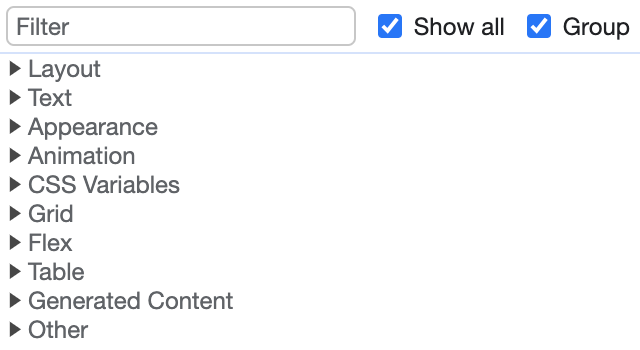 Filter Show all Group
Layout
Text
Appearance
Animation
CSS Variables
Grid
Flex
Table
Generated Content
Other